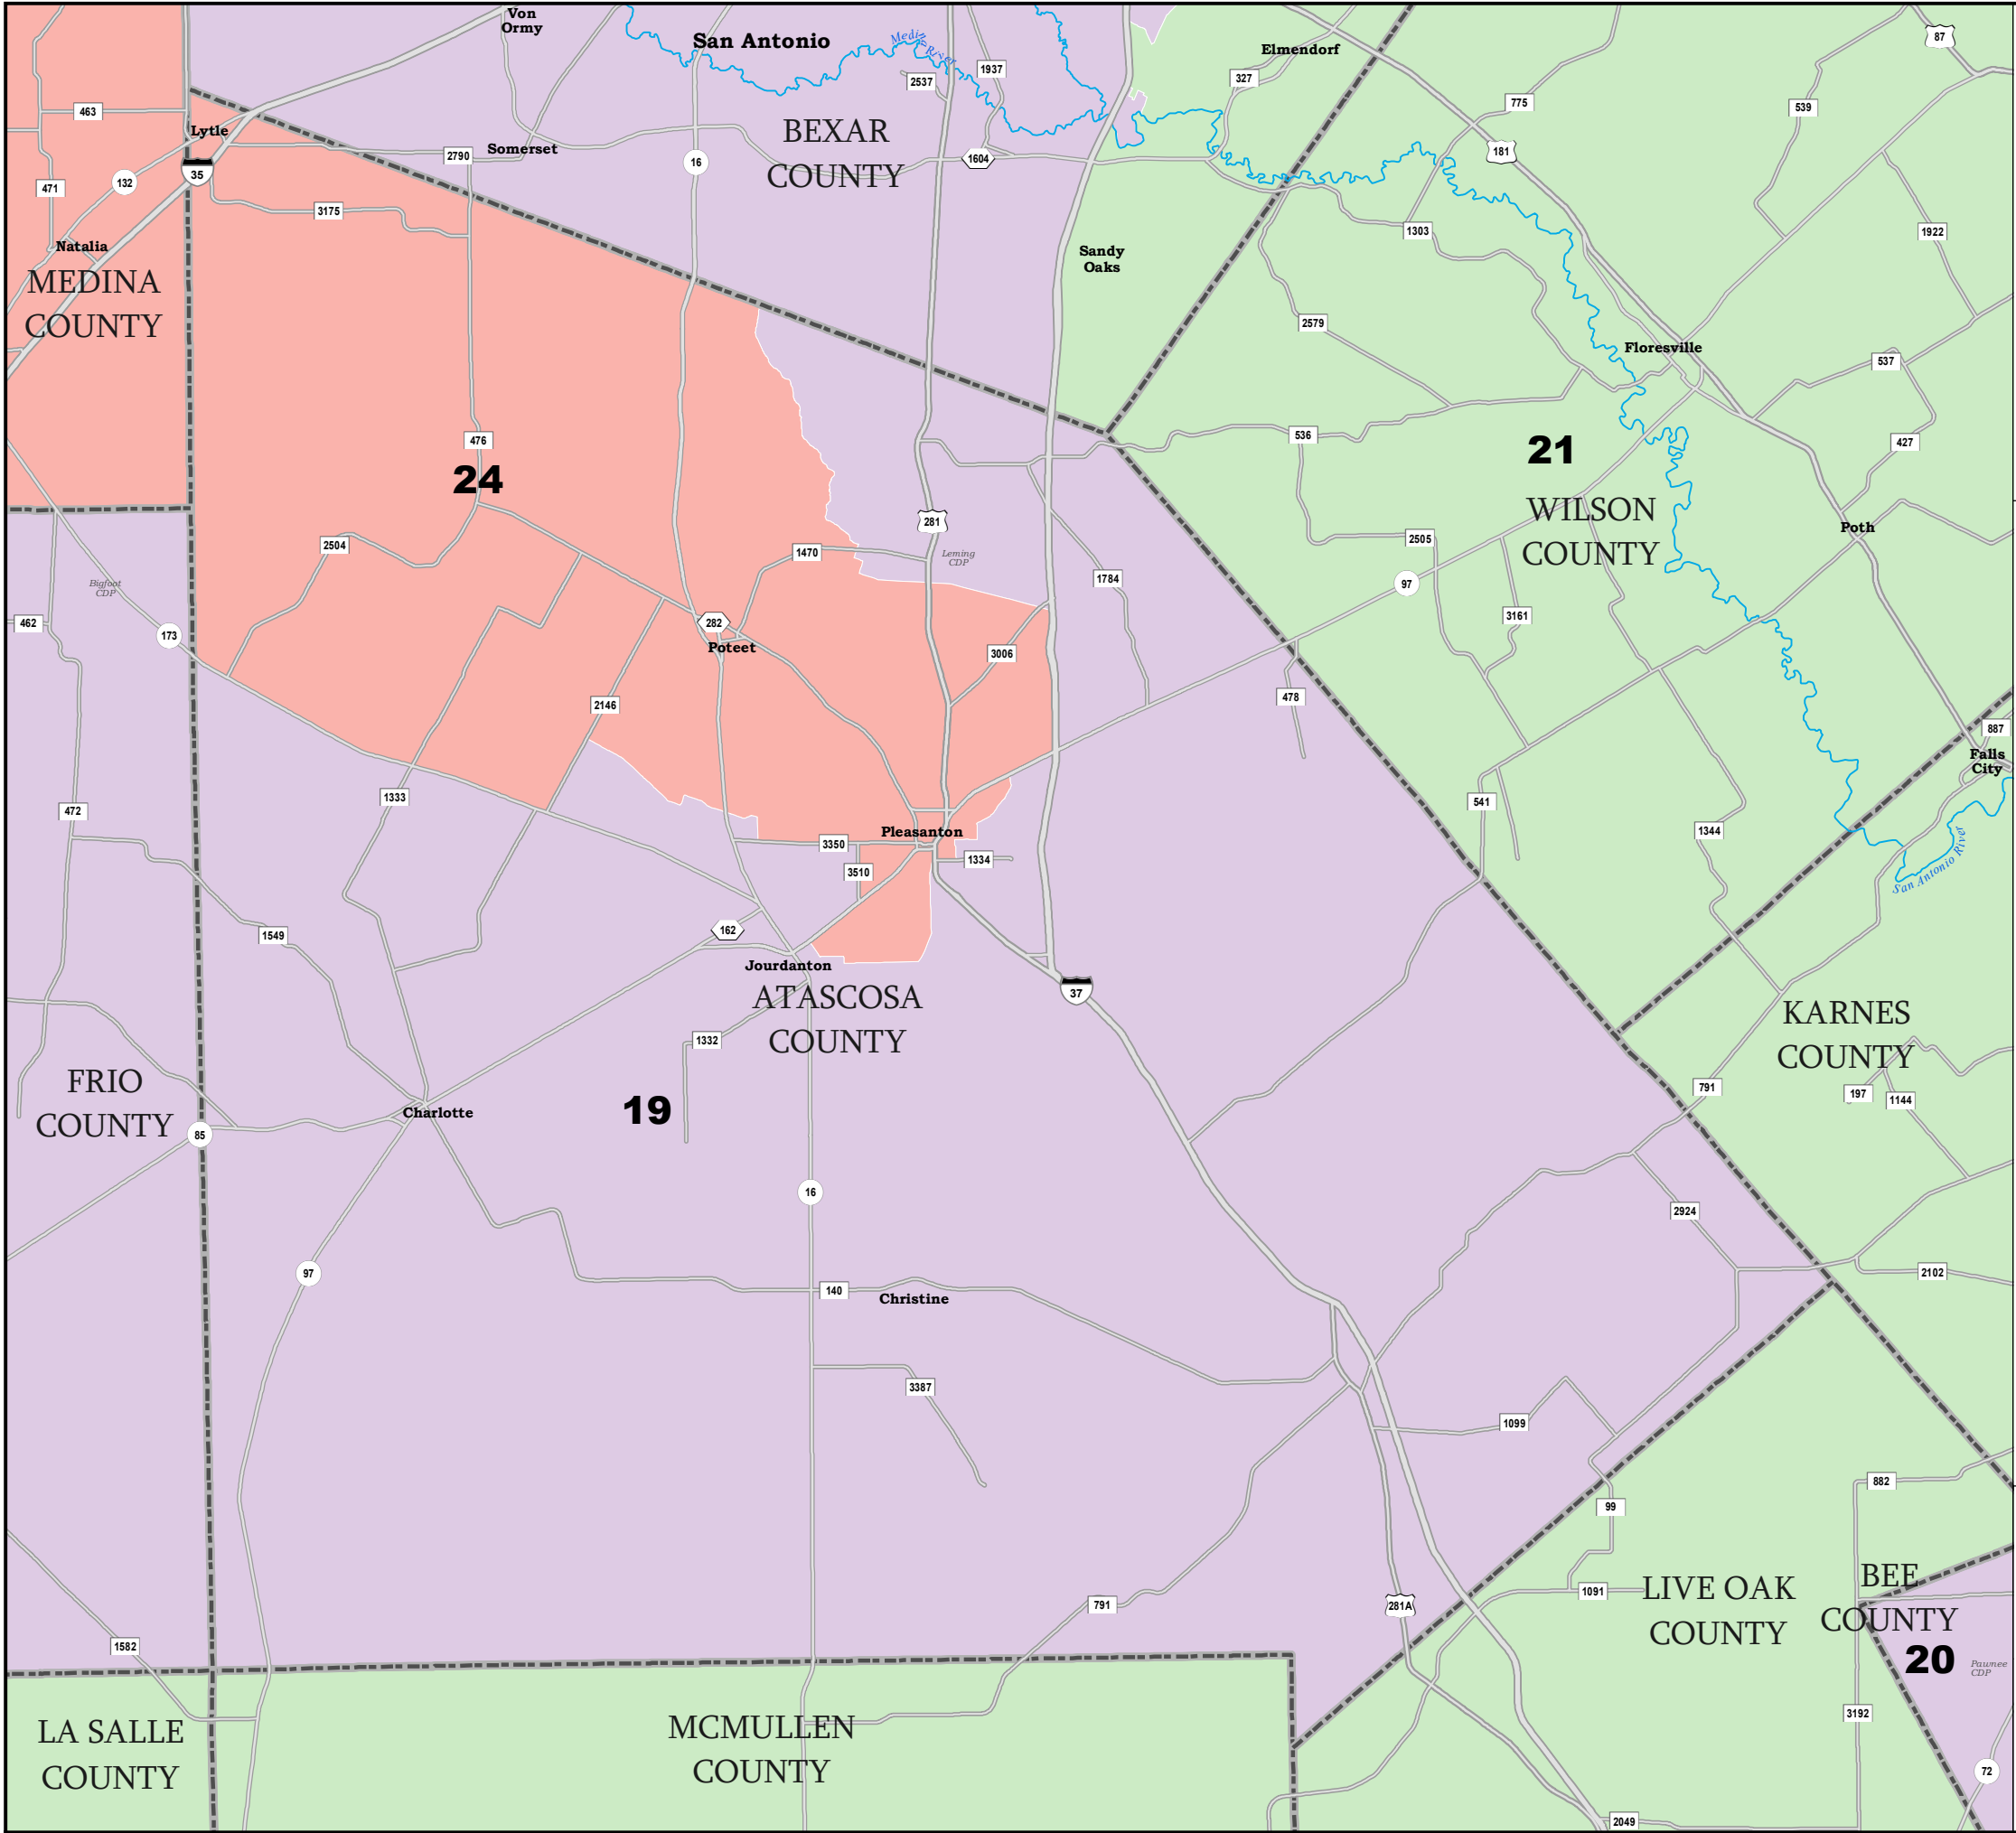 Von
Ormy
San Antonio
Medina River
Elmendorf
87
463
2537
1937
327
775
539
Lytle
BEXAR
COUNTY
2790
Somerset
16
1604
181
35
132
471
3175
1303
1922
Natalia
Sandy
Oaks
MEDINA
COUNTY
2579
Floresville
537
476
536
427
24
21
281
WILSON
COUNTY
Poth
2504
1470
Leming
CDP
2505
Bigfoot
CDP
1784
97
462
173
282
Poteet
3161
3006
2146
478
887
Falls
City
472
1333
541
Pleasanton
1344
3350
1334
San Antonio River
3510
1549
162
Jourdanton
37
ATASCOSA
COUNTY
KARNES
COUNTY
1332
FRIO
COUNTY
791
197
1144
Charlotte
19
85
16
2924
97
140
Christine
2102
3387
1099
882
99
791
281A
1091
LIVE OAK
COUNTY
BEE
COUNTY
1582
20
Pawnee
CDP
LA SALLE
COUNTY
MCMULLEN
COUNTY
3192
72
2049